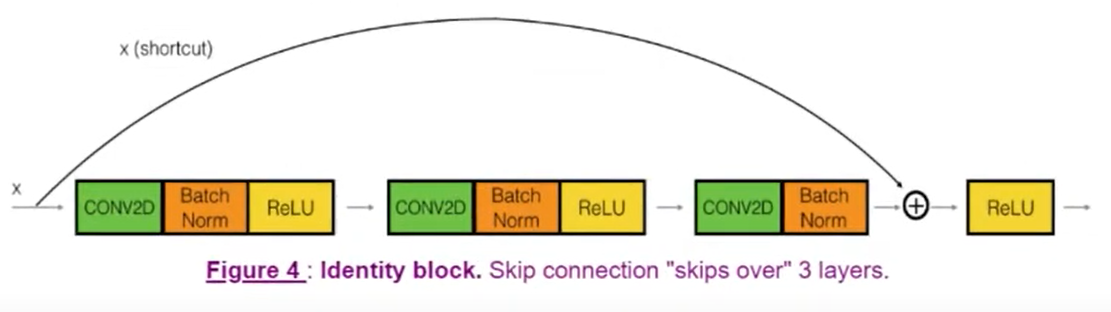 x (shortcut)
x
CONV2D
Batch
Norm
ReLU
CONV2D
Batch
Norm
ReLU
CONV2D
Batch
Norm
ReLU
Figure 4 : Identity block. Skip connection "skips over" 3 layers.